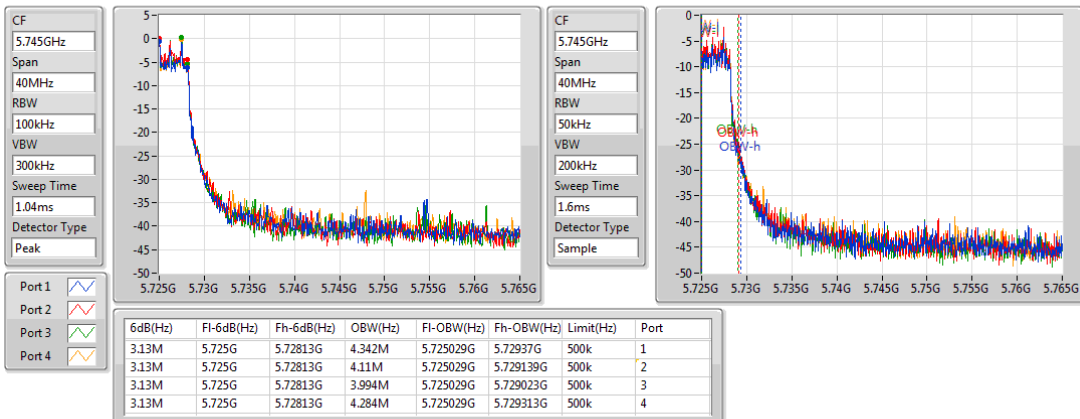 CF
5.745GHz
Span
40MHz
RBW
100kHz
VBW
300kHz
Sweep Time
1.04ms
Detector Type
Peak
5
0
-5
-10
-15
-20
-25
-30
-35
-40
-45
-50
5.725G 5.73G 5.735G 5.74G 5.745G 5.75G 5.755G 5.76G 5.765G
CF
5.745GHz
Span
40MHz
RBW
50kHz
VBW
200kHz
Sweep Time
1.6ms
Detector Type
Sample
0
-5
-10
-15
-20
-25
-30
-35
-40
-45
-50
OBW-h
OBW-h
OBW-h
5.725G 5.73G 5.735G 5.74G 5.745G 5.75G 5.755G 5.76G 5.765G
Port 1
Port 2
Port 3
Port 4
6dB(Hz) Fl-6dB(Hz) Fh-6dB(Hz) OBW(Hz) Fl-OBW(Hz) Fh-OBW(Hz) Limit(Hz) Port
3.13M 5.725G 5.72813G 4.342M 5.725029G 5.72937G 500k 1
3.13M 5.725G 5.72813G 4.11M 5.725029G 5.729139G 500k 2
3.13M 5.725G 5.72813G 3.994M 5.725029G 5.729023G 500k 3
3.13M 5.725G 5.72813G 4.284M 5.725029G 5.729313G 500k 4